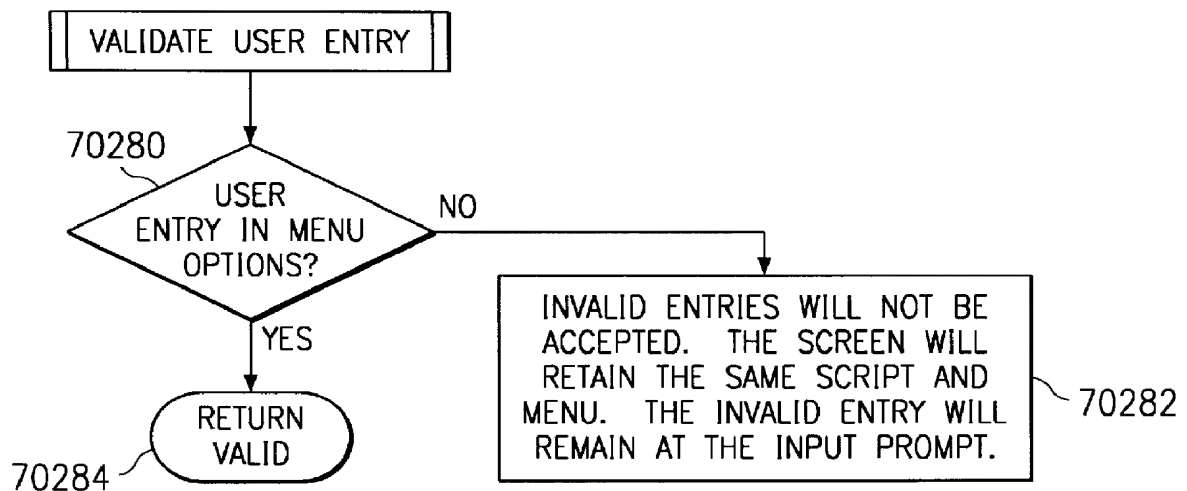 VALIDATE USER ENTRY
70280
USER
ENTRY IN MENU
OPTIONS?
NO
YES
INVALID ENTRIES WILL NOT BE
ACCEPTED. THE SCREEN WILL
RETAIN THE SAME SCRIPT AND
MENU. THE INVALID ENTRY WILL
REMAIN AT THE INPUT PROMPT.
70282
RETURN
VALID
70284